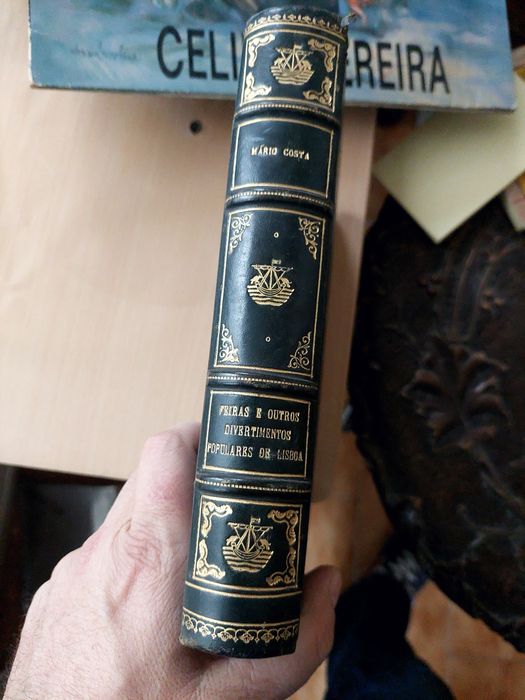 CELI EREIRA
MÁRIO COSTA
FEIRAS E OUTROS
DIVERTIMENTOS
POPULARES DE LISBOA